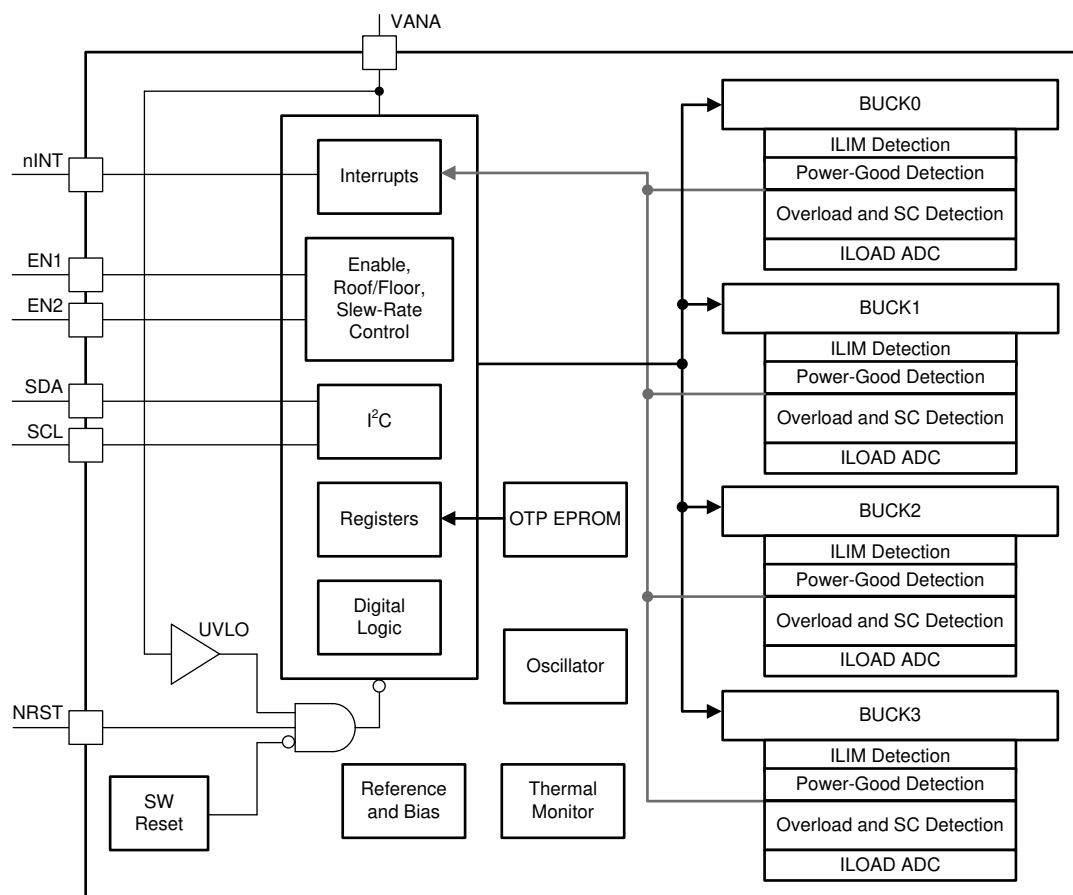 VANA
nINT
EN1
EN2
SDA
SCL
NRST
Interrupts
Enable,
Roof/Floor,
Slew-Rate
Control
I²C
Registers
Digital
Logic
UVLO
SW
Reset
OTP EPROM
Oscillator
Reference
and Bias
Thermal
Monitor
BUCK0
ILIM Detection
Power-Good Detection
Overload and SC Detection
ILOAD ADC
BUCK1
ILIM Detection
Power-Good Detection
Overload and SC Detection
ILOAD ADC
BUCK2
ILIM Detection
Power-Good Detection
Overload and SC Detection
ILOAD ADC
BUCK3
ILIM Detection
Power-Good Detection
Overload and SC Detection
ILOAD ADC